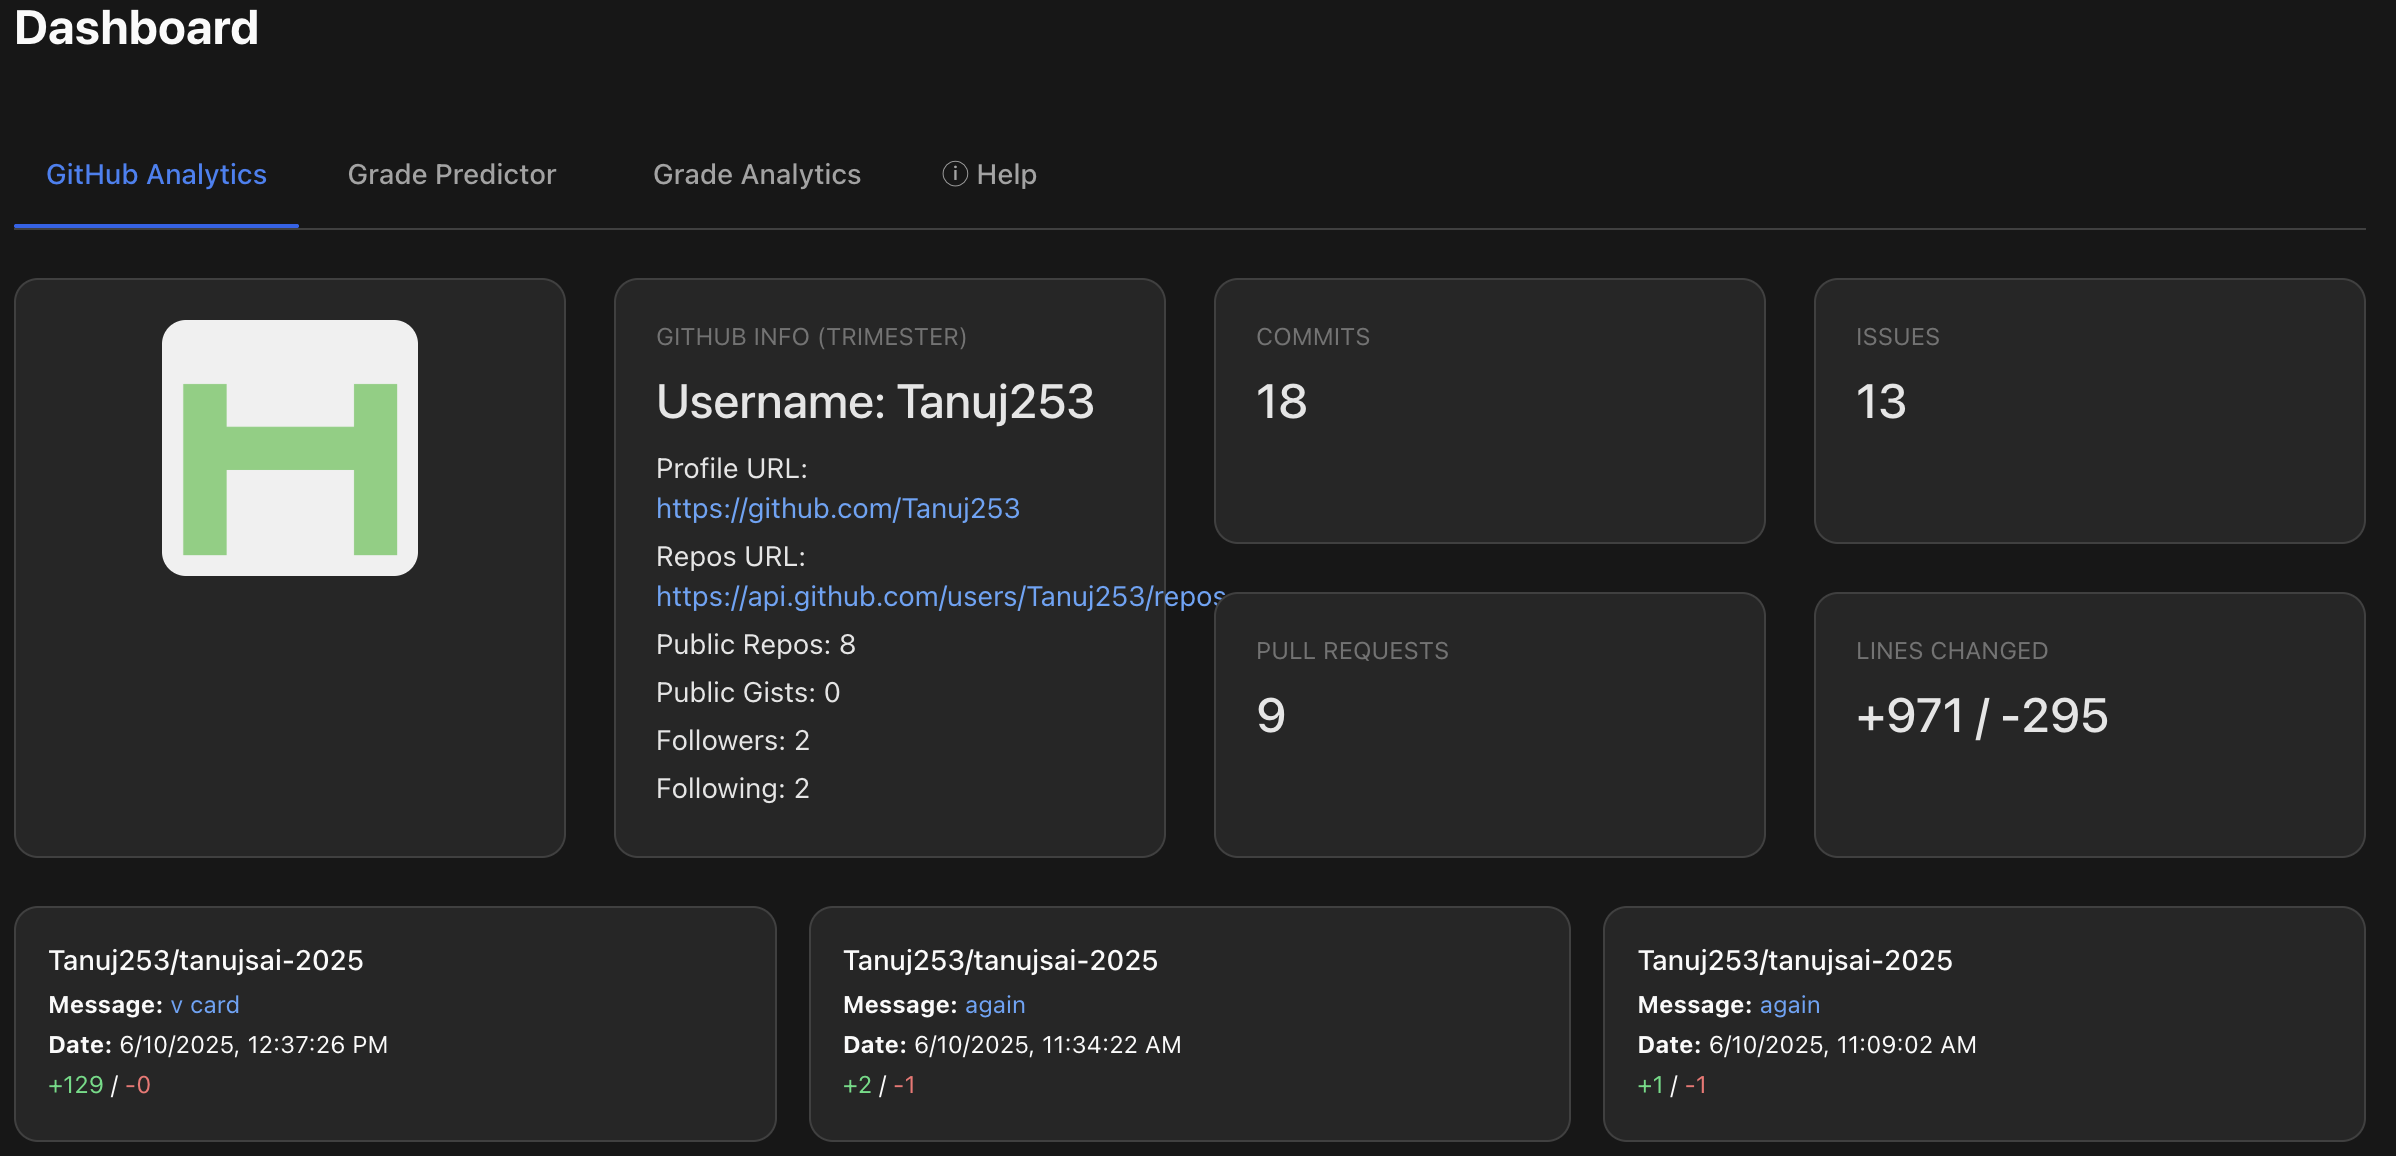 Dashboard
GitHub Analytics
Grade Predictor
Grade Analytics
ⓘ Help
GITHUB INFO (TRIMESTER)
Username: Tanuj253
Profile URL:
https://github.com/Tanuj253
Repos URL:
https://api.github.com/users/Tanuj253/repos
Public Repos: 8
Public Gists: 0
Followers: 2
Following: 2
COMMITS
18
ISSUES
13
PULL REQUESTS
9
LINES CHANGED
+971 / -295
Tanuj253/tanujsai-2025
Message: v card
Date: 6/10/2025, 12:37:26 PM
+129 / -0
Tanuj253/tanujsai-2025
Message: again
Date: 6/10/2025, 11:34:22 AM
+2 / -1
Tanuj253/tanujsai-2025
Message: again
Date: 6/10/2025, 11:09:02 AM
+1 / -1